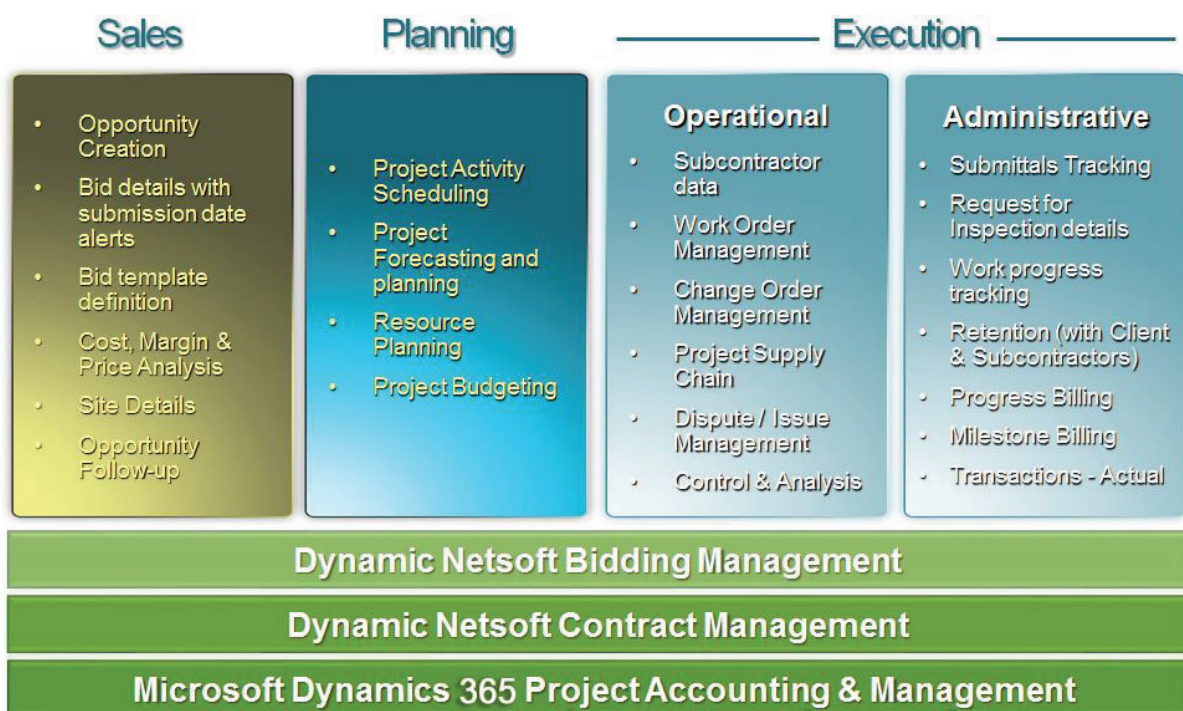 Sales
Planning
Execution
• Opportunity
Creation
• Bid details with
submission date
alerts
• Bid template
definition
• Cost, Margin &
Price Analysis
• Site Details
• Opportunity
Follow-up
• Project Activity
Scheduling
• Project
Forecasting and
planning
• Resource
Planning
• Project Budgeting
Operational
• Subcontractor
data
• Work Order
Management
• Change Order
Management
• Project Supply
Chain
• Dispute / Issue
Management
• Control & Analysis
Administrative
• Submittals Tracking
• Request for
Inspection details
• Work progress
tracking
• Retention (with Client
& Subcontractors)
• Progress Billing
• Milestone Billing
• Transactions - Actual
Dynamic Netsoft Bidding Management
Dynamic Netsoft Contract Management
Microsoft Dynamics 365 Project Accounting & Management